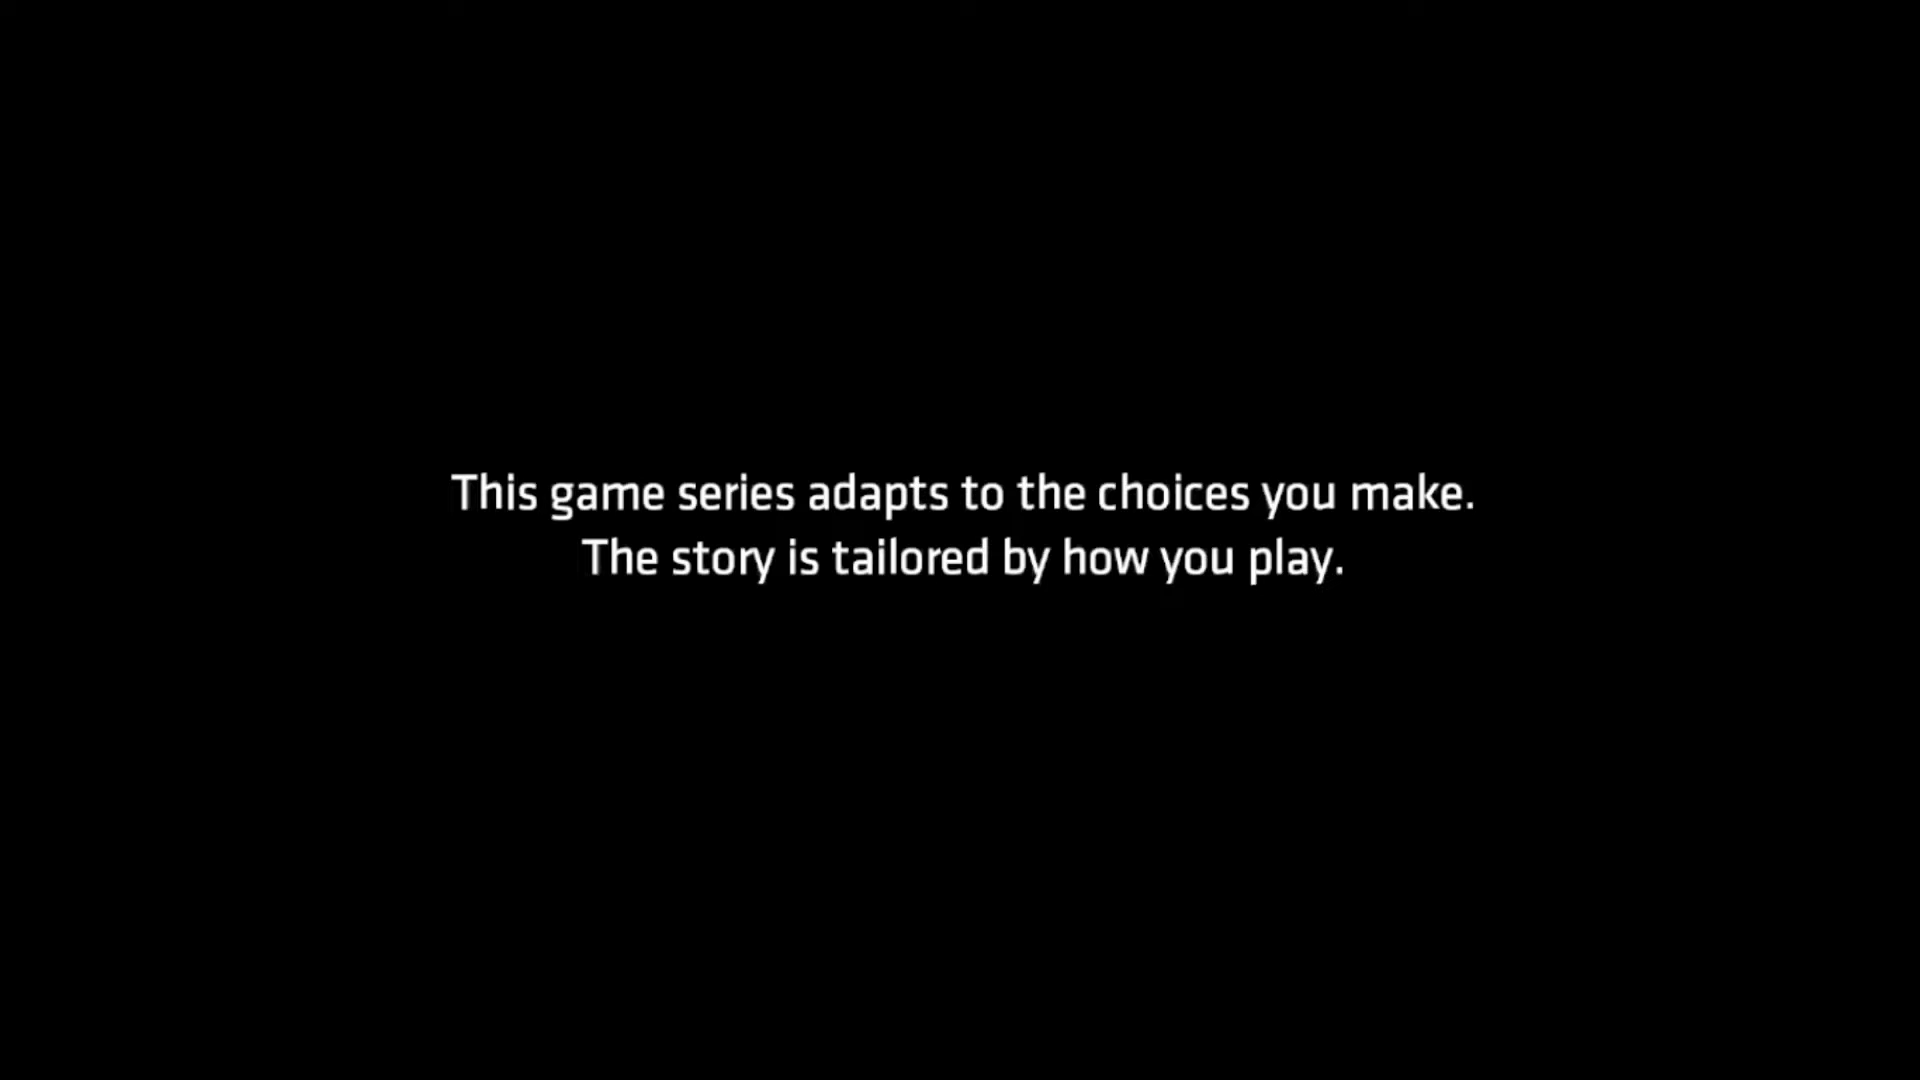 This game series adapts to the choices you make.
The story is tailored by how you play.